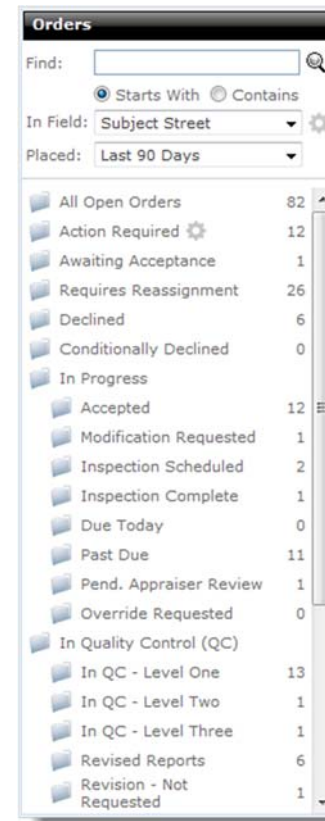 Orders
Find:
Starts With Contains
In Field: Subject Street
Placed: Last 90 Days
All Open Orders 82
Action Required 12
Awaiting Acceptance 1
Requires Reassignment 26
Declined 6
Conditionally Declined 0
In Progress
Accepted 12
Modification Requested 1
Inspection Scheduled 2
Inspection Complete 1
Due Today 0
Past Due 11
Pend. Appraiser Review 1
Override Requested 0
In Quality Control (QC)
In QC - Level One 13
In QC - Level Two 1
In QC - Level Three 1
Revised Reports 6
Revision - Not
Requested 1